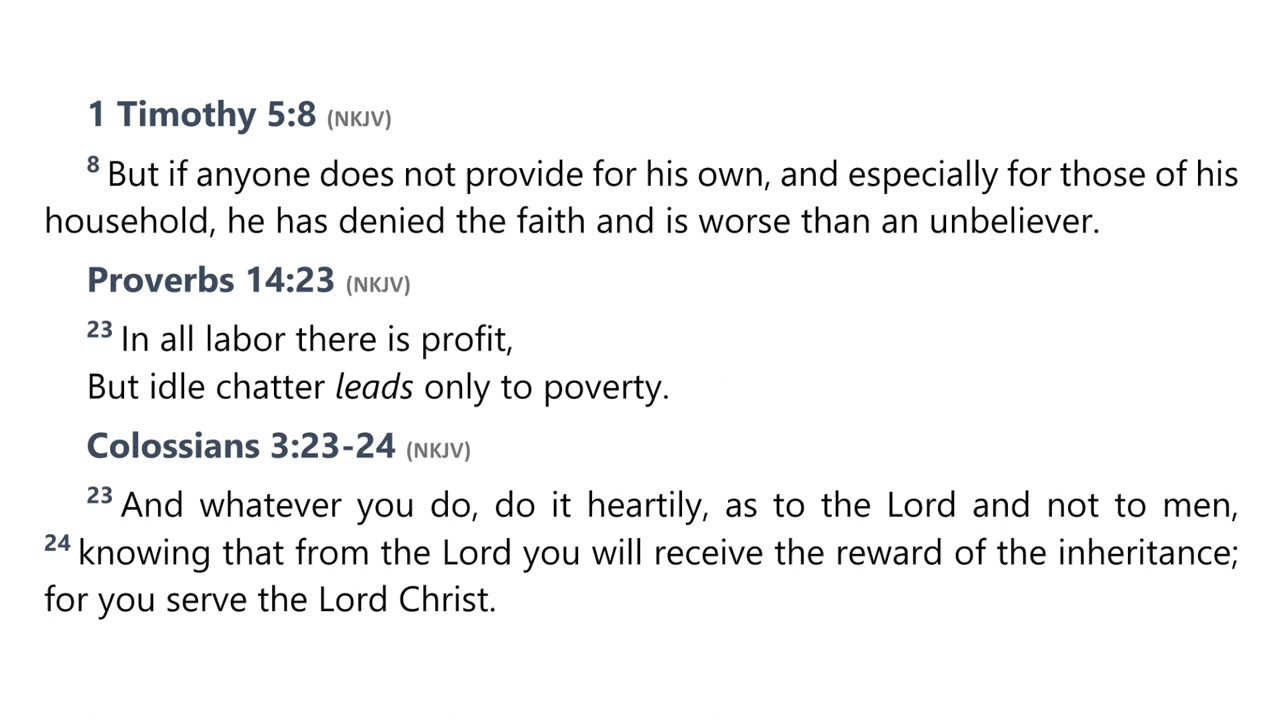 1 Timothy 5:8 (NKJV)
8 But if anyone does not provide for his own, and especially for those of his
household, he has denied the faith and is worse than an unbeliever.
Proverbs 14:23 (NKJV)
23 In all labor there is profit,
But idle chatter leads only to poverty.
Colossians 3:23-24 (NKJV)
23 And whatever you do, do it heartily, as to the Lord and not to men,
24 knowing that from the Lord you will receive the reward of the inheritance;
for you serve the Lord Christ.